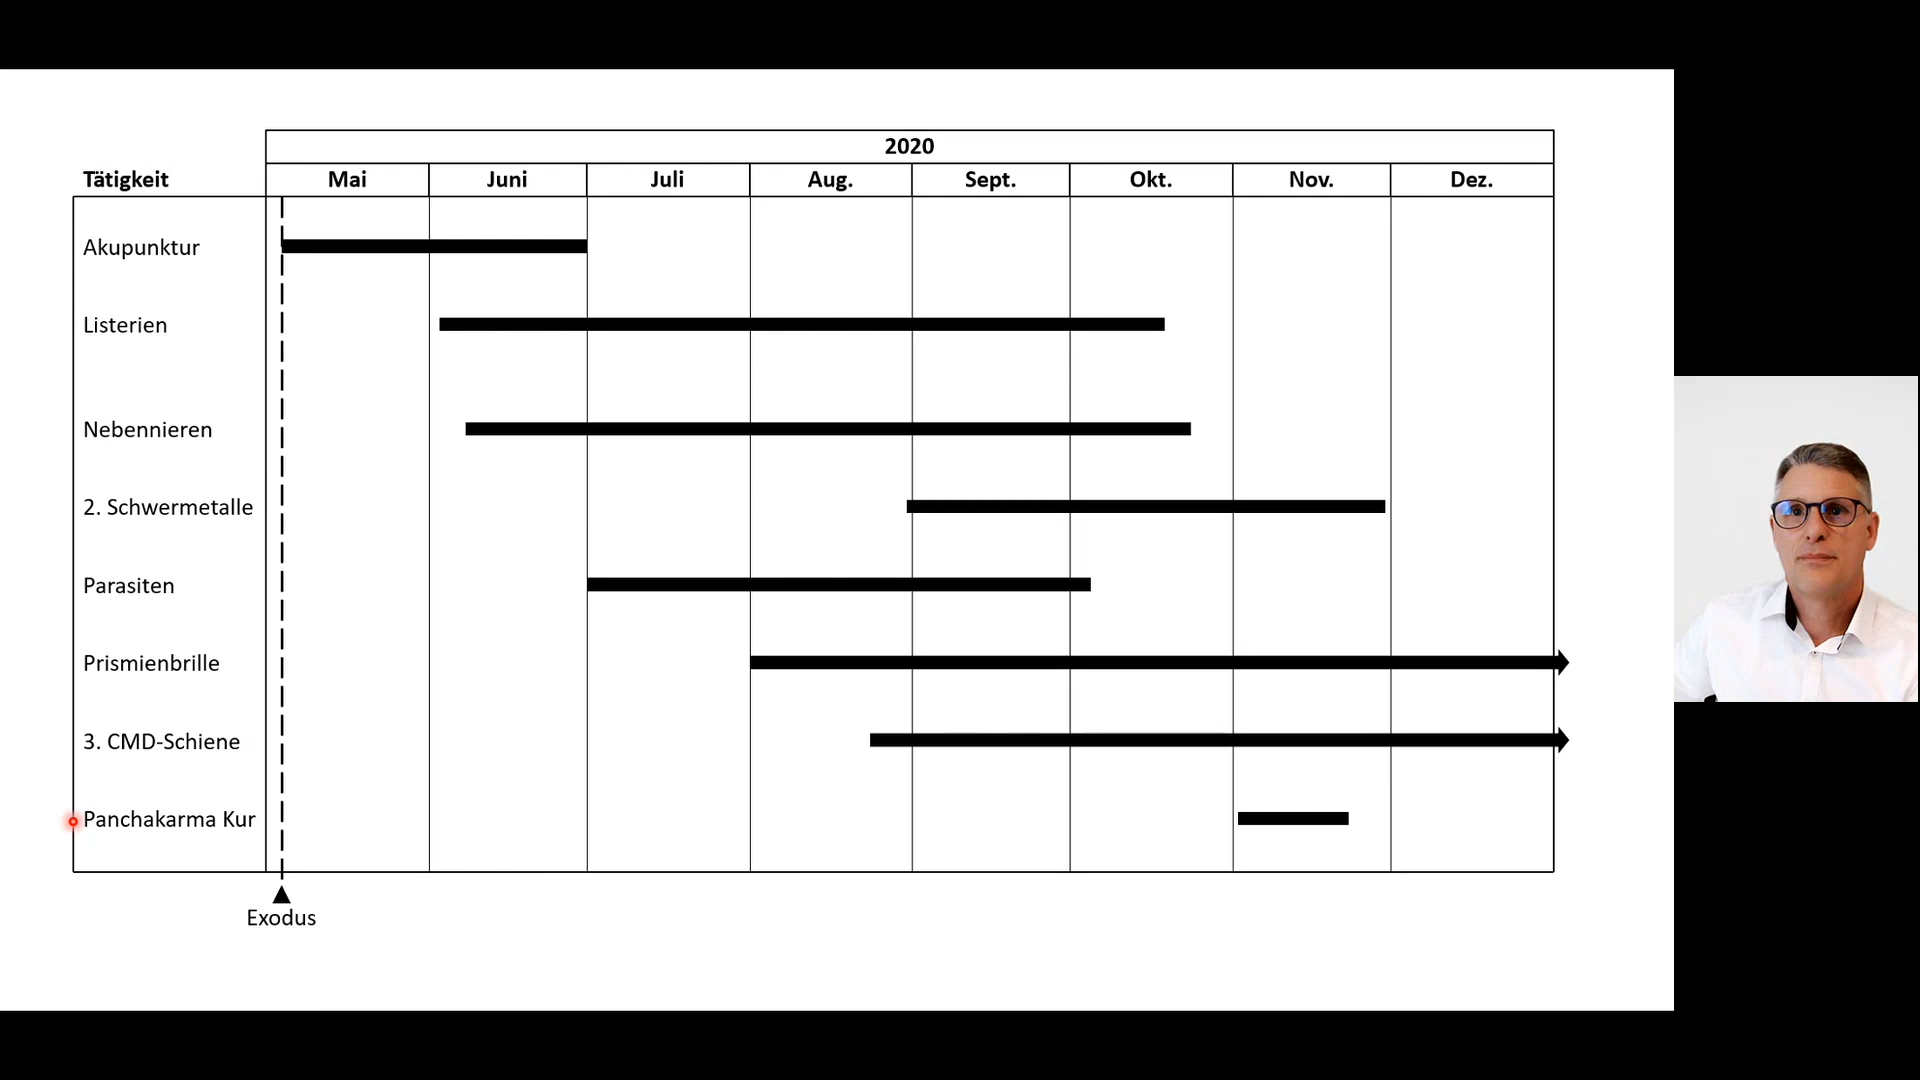 2020
Tätigkeit Mai Juni Juli Aug. Sept. Okt. Nov. Dez.
Akupunktur
Listerien
Nebennieren
2. Schwermetalle
Parasiten
Prismienbrille
3. CMD-Schiene
Panchakarma Kur
Exodus